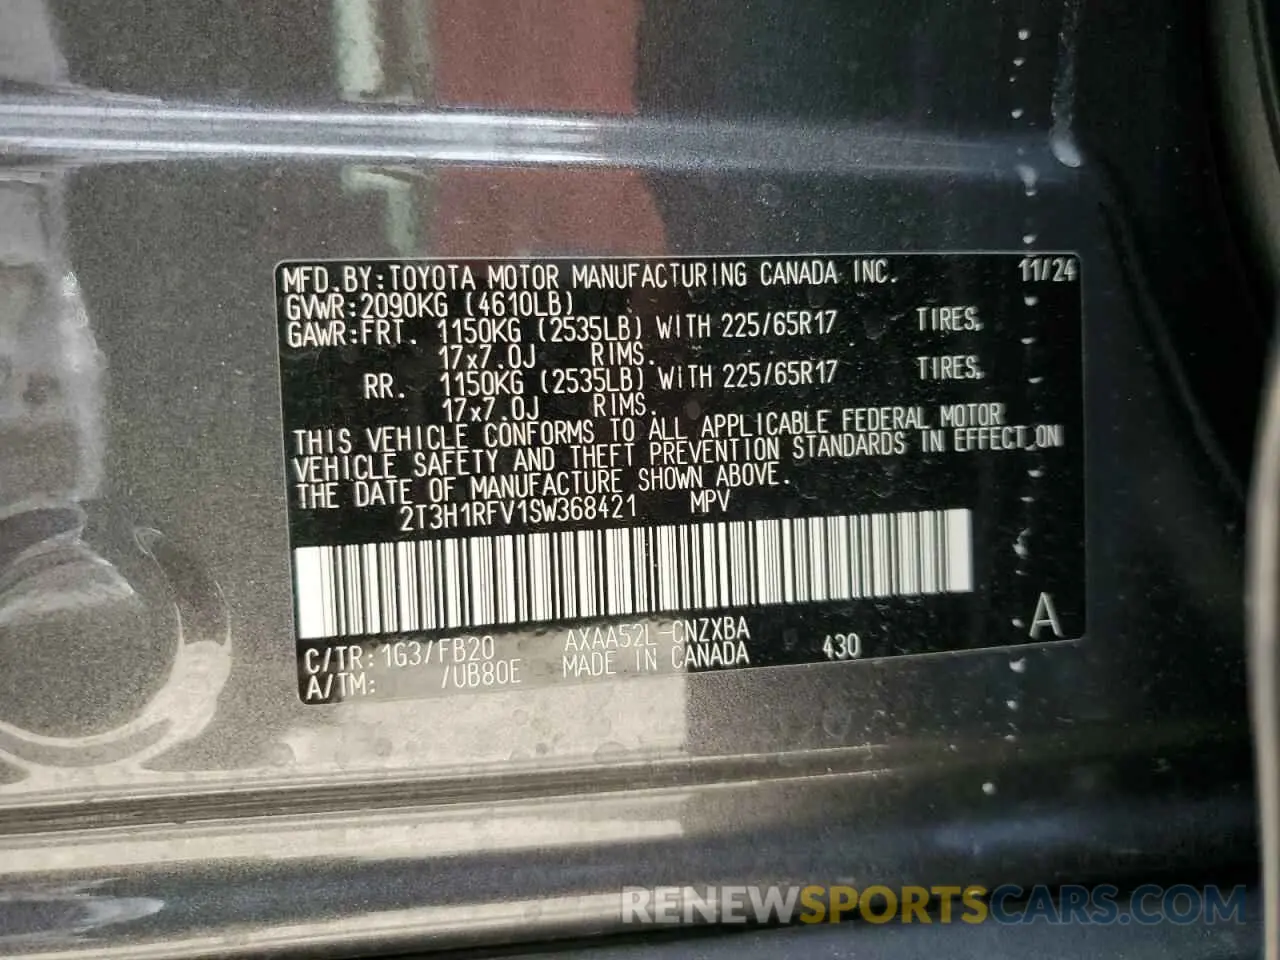 MFD.BY:TOYOTA MOTOR MANUFACTURING CANADA INC. 11/24
GVWR:2090KG (4610LB)
GAWR:FRT. 1150KG (2535LB) WITH 225/65R17 TIRES,
17x7.0J RIMS.
RR. 1150KG (2535LB) WITH 225/65R17 TIRES,
17x7.0J RIMS.
THIS VEHICLE CONFORMS TO ALL APPLICABLE FEDERAL MOTOR
VEHICLE SAFETY AND THEFT PREVENTION STANDARDS IN EFFECT ON
THE DATE OF MANUFACTURE SHOWN ABOVE.
2T3H1RFV1SW368421 MPV
C/TR:1G3/FB20 AXAA52L-CNZXBA 430 A
A/TM: /UB80E MADE IN CANADA
RENEWSPORTSCARS.COM